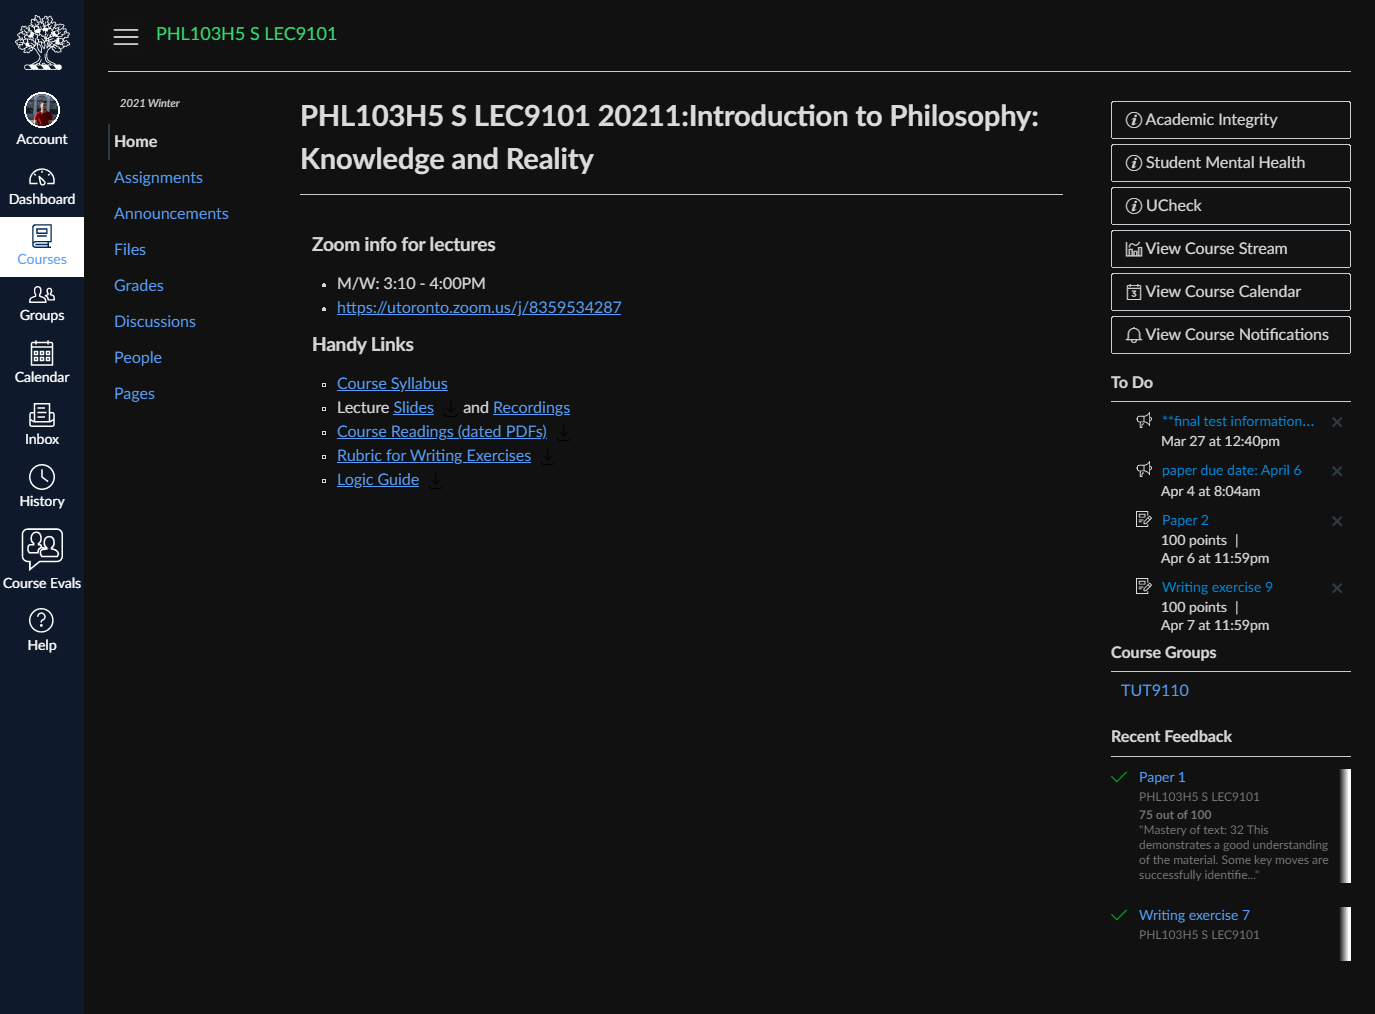 PHL103H5 S LEC9101
Account
Dashboard
Courses
Groups
Calendar
Inbox
History
Course Evals
Help
2021 Winter
Home
Assignments
Announcements
Files
Grades
Discussions
People
Pages
PHL103H5 S LEC9101 20211:Introduction to Philosophy:
Knowledge and Reality
Zoom info for lectures
M/W: 3:10 - 4:00PM
https://utoronto.zoom.us/j/8359534287
Handy Links
Course Syllabus
Lecture Slides and Recordings
Course Readings (dated PDFs)
Rubric for Writing Exercises
Logic Guide
Academic Integrity
Student Mental Health
UCheck
View Course Stream
View Course Calendar
View Course Notifications
To Do
**final test information...
Mar 27 at 12:40pm
paper due date: April 6
Apr 4 at 8:04am
Paper 2
100 points |
Apr 6 at 11:59pm
Writing exercise 9
100 points |
Apr 7 at 11:59pm
Course Groups
TUT9110
Recent Feedback
Paper 1
PHL103H5 S LEC9101
75 out of 100
"Mastery of text: 32 This
demonstrates a good understanding
of the material. Some key moves are
successfully identifie..."
Writing exercise 7
PHL103H5 S LEC9101